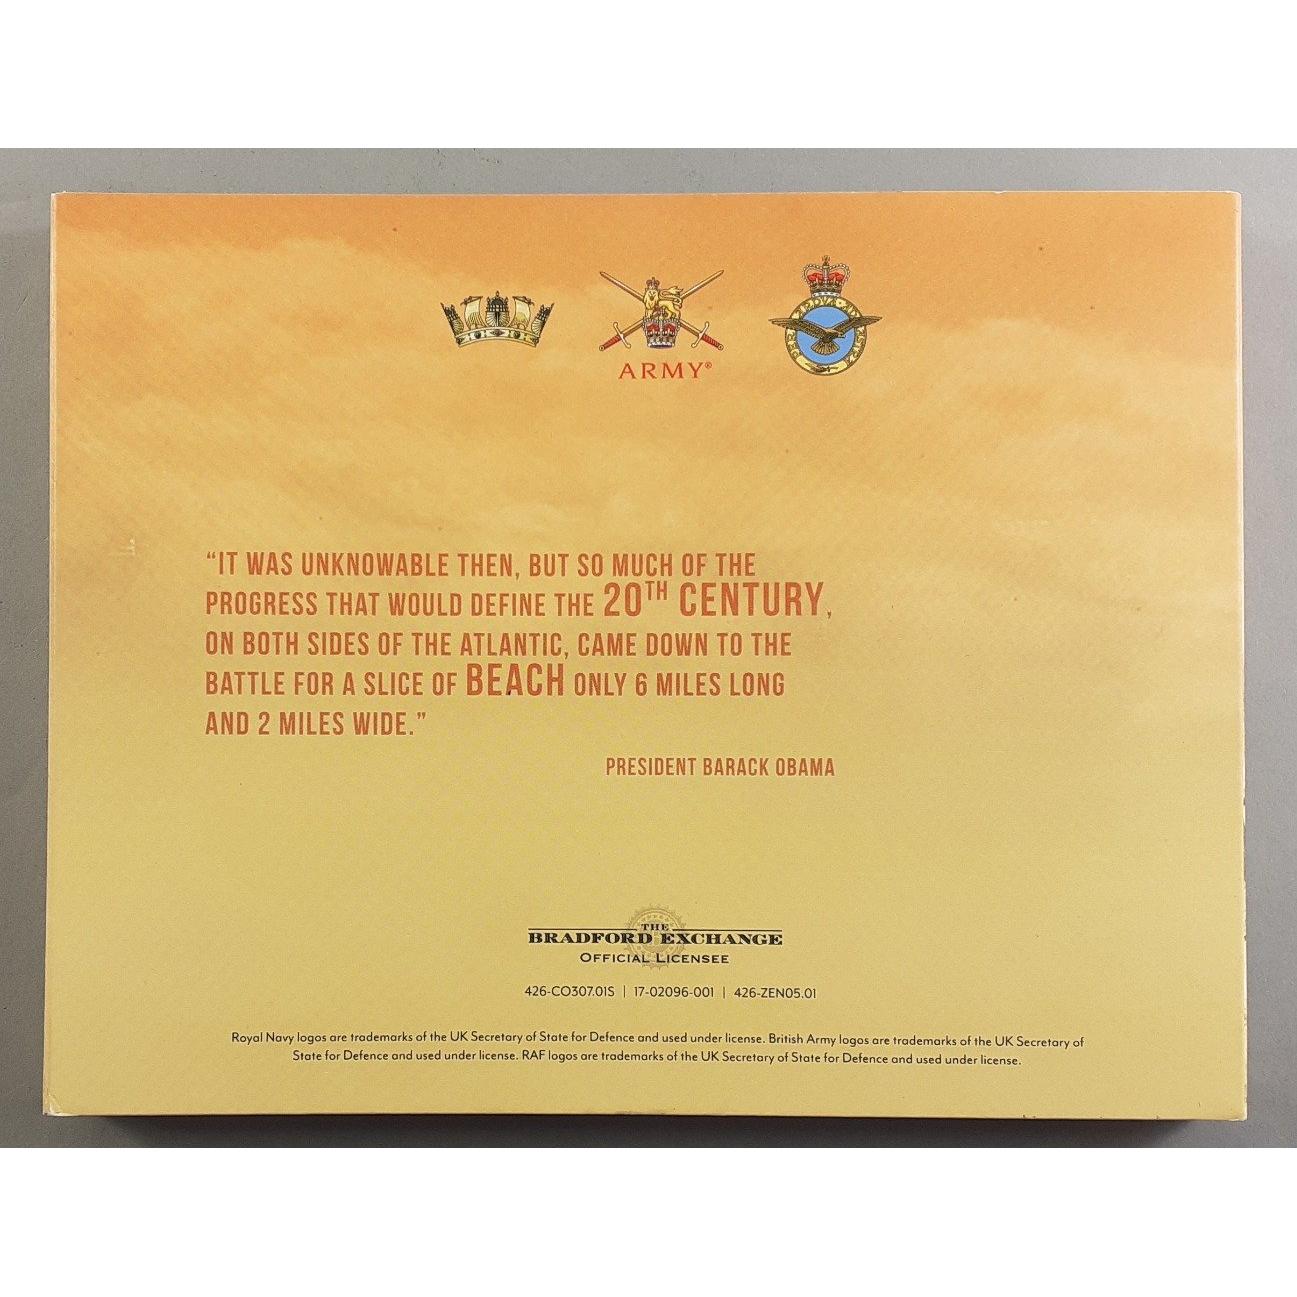 ARMY®
“IT WAS UNKNOWABLE THEN, BUT SO MUCH OF THE
PROGRESS THAT WOULD DEFINE THE 20TH CENTURY,
ON BOTH SIDES OF THE ATLANTIC, CAME DOWN TO THE
BATTLE FOR A SLICE OF BEACH ONLY 6 MILES LONG
AND 2 MILES WIDE.”
PRESIDENT BARACK OBAMA
THE
BRADFORD EXCHANGE
OFFICIAL LICENSEE
426-CO307.01S | 17-02096-001 | 426-ZEN05.01
Royal Navy logos are trademarks of the UK Secretary of State for Defence and used under license. British Army logos are trademarks of the UK Secretary of
State for Defence and used under license. RAF logos are trademarks of the UK Secretary of State for Defence and used under license.